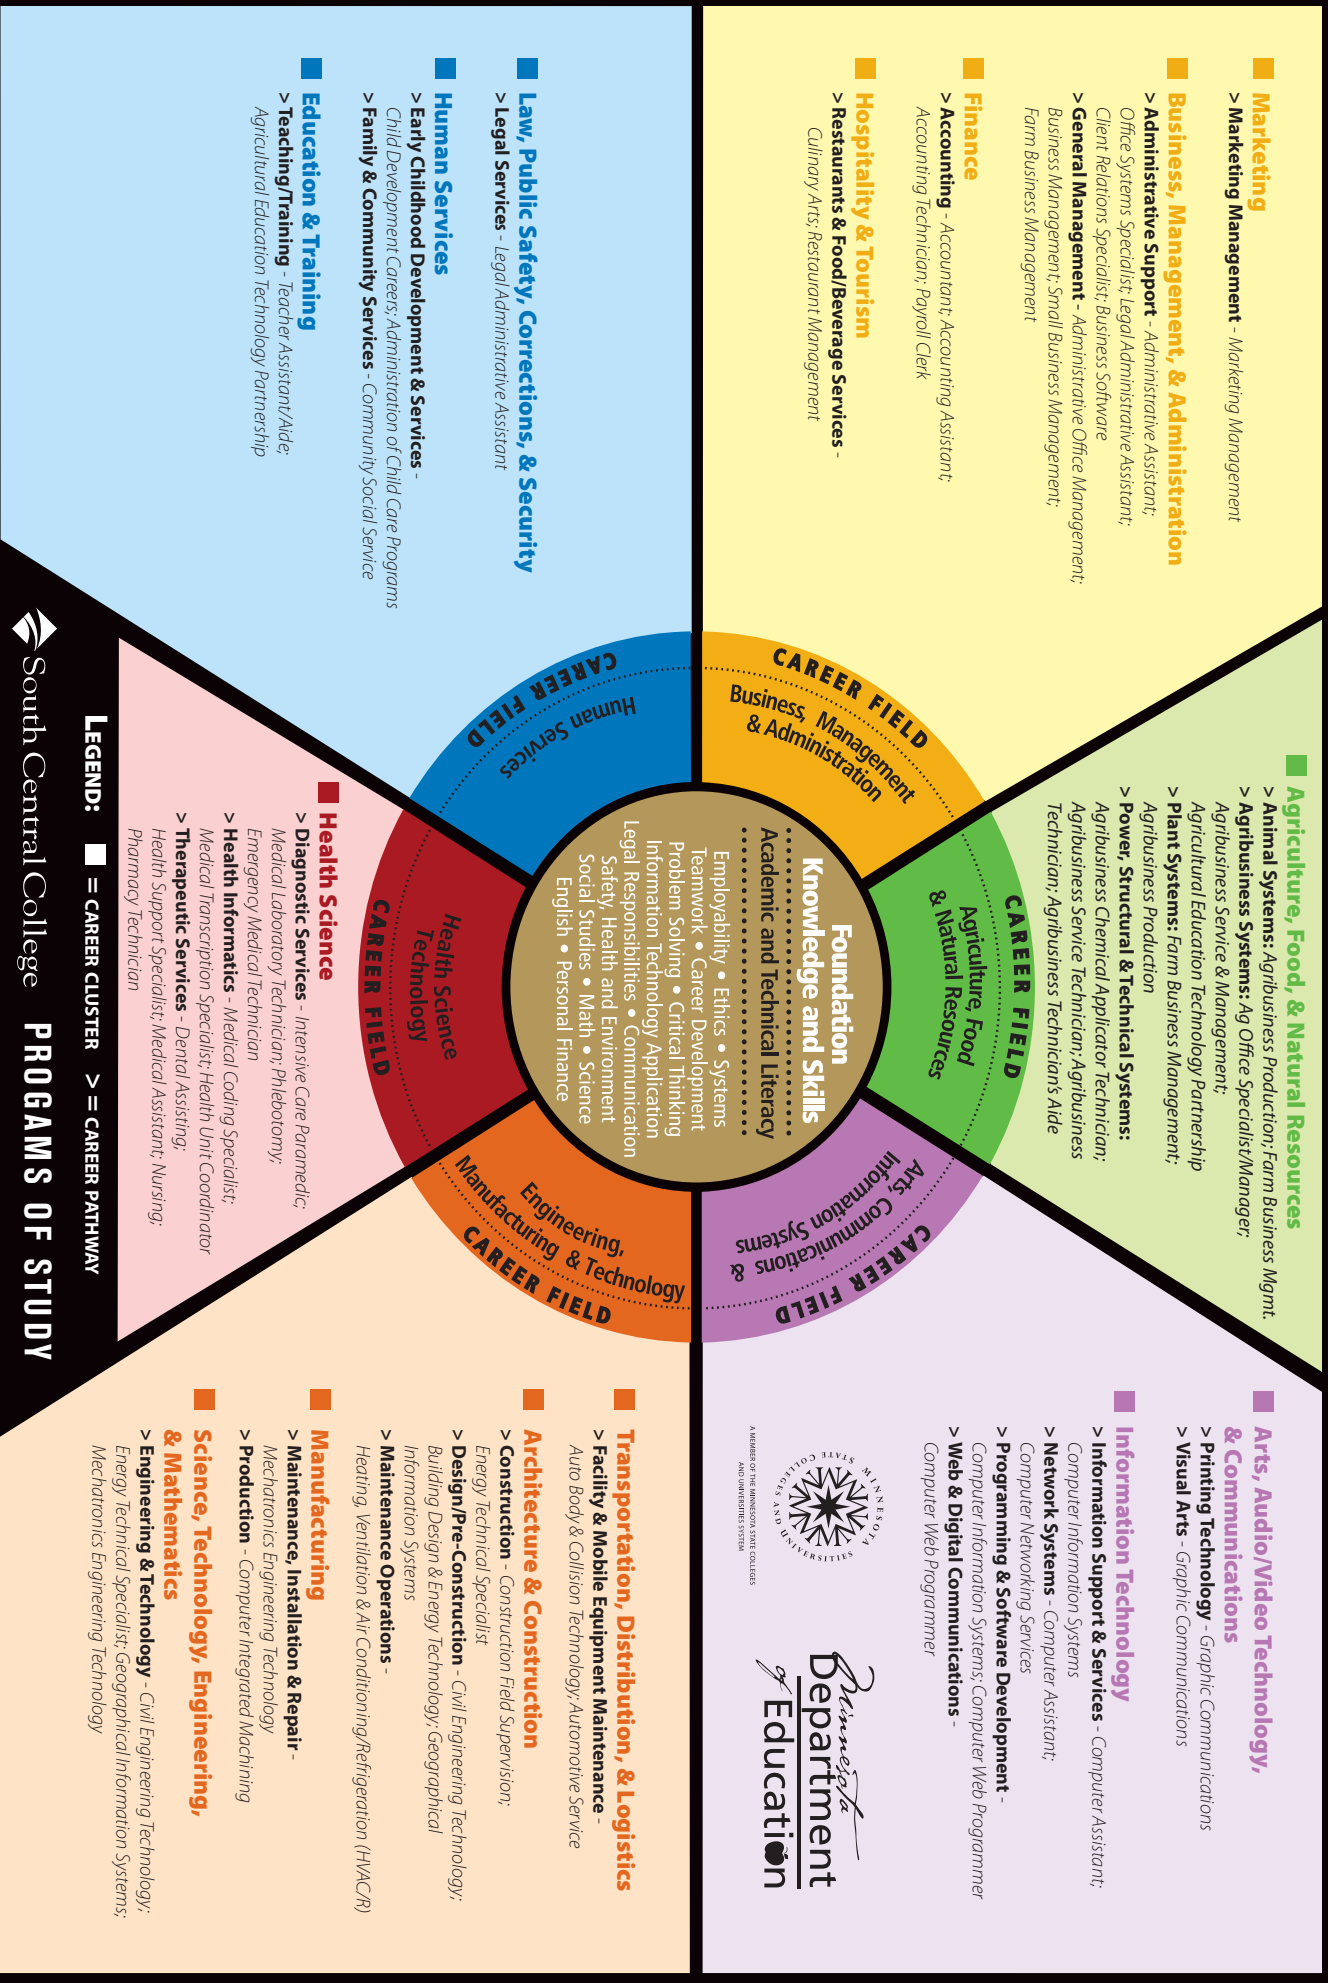 Marketing
> Marketing Management - Marketing Management
Business, Management, & Administration
> Administrative Support - Administrative Assistant;
Office Systems Specialist; Legal Administrative Assistant;
Client Relations Specialist; Business Software
> General Management - Administrative Office Management;
Business Management; Small Business Management;
Farm Business Management
Finance
> Accounting - Accountant; Accounting Assistant;
Accounting Technician; Payroll Clerk
Hospitality & Tourism
> Restaurants & Food/Beverage Services -
Culinary Arts; Restaurant Management
Agriculture, Food, & Natural Resources
> Animal Systems: Agribusiness Production; Farm Business Mgmt.
> Agribusiness Systems: Ag Office Specialist/Manager;
Agribusiness Service & Management;
Agricultural Education Technology Partnership
> Plant Systems: Farm Business Management;
Agribusiness Production
> Power, Structural & Technical Systems:
Agribusiness Chemical Applicator Technician;
Agribusiness Service Technician; Agribusiness
Technician; Agribusiness Technician's Aide
Arts, Audio/Video Technology,
& Communications
> Printing Technology - Graphic Communications
> Visual Arts - Graphic Communications
Information Technology
> Information Support & Services - Computer Assistant;
Computer Information Systems
> Network Systems - Computer Assistant;
Computer Networking Services
> Programming & Software Development -
Computer Information Systems; Computer Web Programmer
> Web & Digital Communications -
Computer Web Programmer
MINNESOTA STATE COLLEGES AND UNIVERSITIES
A MEMBER OF THE MINNESOTA STATE COLLEGES
AND UNIVERSITIES SYSTEM
Minnesota
Department
of Education
CAREER FIELD
Business, Management
& Administration
CAREER FIELD
Agriculture, Food
& Natural Resources
CAREER FIELD
Arts, Communications &
Information Systems
Foundation
Knowledge and Skills
Academic and Technical Literacy
Employability • Ethics • Systems
Teamwork • Career Development
Problem Solving • Critical Thinking
Information Technology Application
Legal Responsibilities • Communication
Safety, Health and Environment
Social Studies • Math • Science
English • Personal Finance
Human Services
CAREER FIELD
Health Science
Technology
CAREER FIELD
Engineering,
Manufacturing & Technology
CAREER FIELD
Law, Public Safety, Corrections, & Security
> Legal Services - Legal Administrative Assistant
Human Services
> Early Childhood Development & Services -
Child Development Careers; Administration of Child Care Programs
> Family & Community Services - Community Social Service
Education & Training
> Teaching/Training - Teacher Assistant/Aide;
Agricultural Education Technology Partnership
Health Science
> Diagnostic Services - Intensive Care Paramedic;
Medical Laboratory Technician; Phlebotomy;
Emergency Medical Technician
> Health Informatics - Medical Coding Specialist;
Medical Transcription Specialist; Health Unit Coordinator
> Therapeutic Services - Dental Assisting;
Health Support Specialist; Medical Assistant; Nursing;
Pharmacy Technician
Transportation, Distribution, & Logistics
> Facility & Mobile Equipment Maintenance -
Auto Body & Collision Technology; Automotive Service
Architecture & Construction
> Construction - Construction Field Supervision;
Energy Technical Specialist
> Design/Pre-Construction - Civil Engineering Technology;
Building Design & Energy Technology; Geographical
Information Systems
> Maintenance Operations -
Heating, Ventilation & Air Conditioning/Refrigeration (HVAC/R)
Manufacturing
> Maintenance, Installation & Repair -
Mechatronics Engineering Technology
> Production - Computer Integrated Machining
Science, Technology, Engineering,
& Mathematics
> Engineering & Technology - Civil Engineering Technology;
Energy Technical Specialist; Geographical Information Systems;
Mechatronics Engineering Technology
LEGEND: = CAREER CLUSTER > = CAREER PATHWAY
South Central College PROGAMS OF STUDY